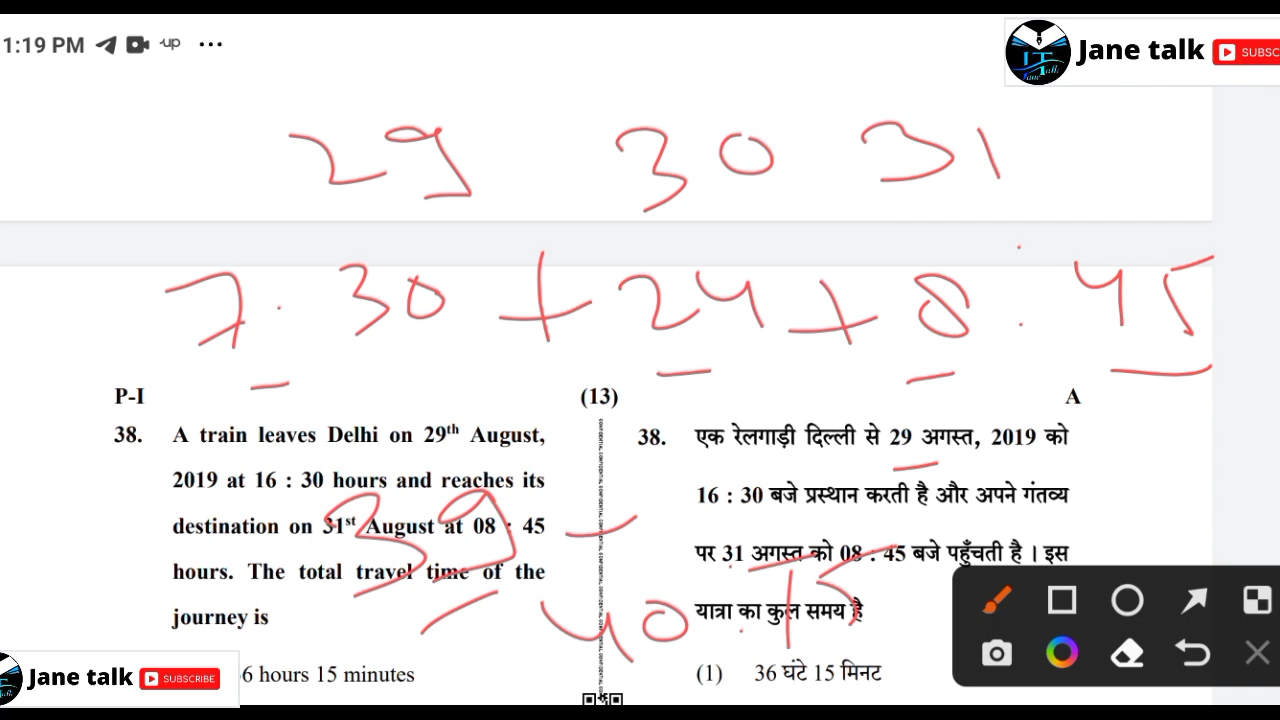 1:19 PM up ...
Jane talk SUBSC
29 30 31
7.30 + 24 + 8:45
P-I (13) A
38. A train leaves Delhi on 29th August,
2019 at 16 : 30 hours and reaches its
destination on 31st August at 08 : 45
hours. The total travel time of the
journey is
6 hours 15 minutes
38. एक रेलगाड़ी दिल्ली से 29 अगस्त, 2019 को
16 : 30 बजे प्रस्थान करती है और अपने गंतव्य
पर 31 अगस्त को 08 : 45 बजे पहुँचती है । इस
यात्रा का कुल समय है
(1) 36 घंटे 15 मिनट
39
40.15
Jane talk SUBSCRIBE